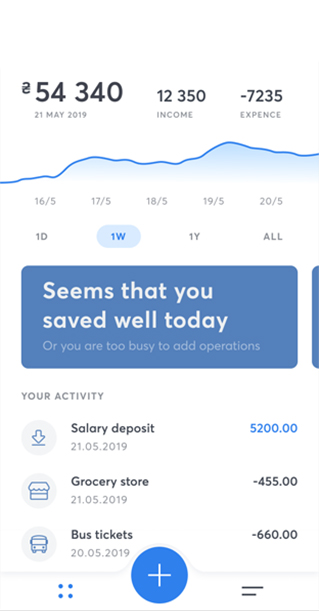 ₴54 340
21 MAY 2019
12 350
INCOME
-7235
EXPENCE
16/5 17/5 18/5 19/5 20/5
1D 1W 1Y ALL
Seems that you
saved well today
Or you are too busy to add operations
YOUR ACTIVITY
Salary deposit 5200.00
21.05.2019
Grocery store -455.00
21.05.2019
Bus tickets -660.00
20.05.2019